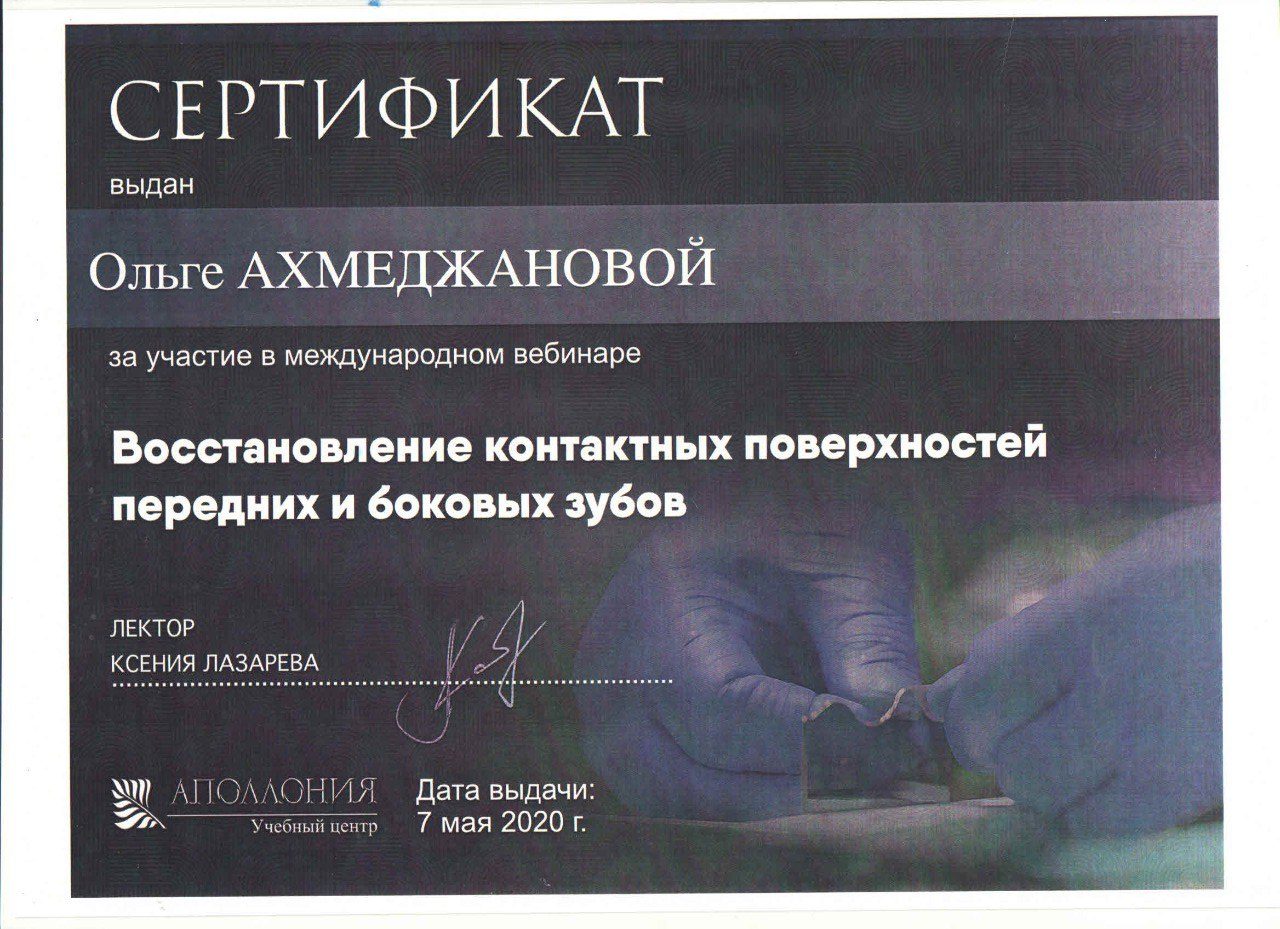 СЕРТИФИКАТ
выдан
Ольге АХМЕДЖАНОВОЙ
за участие в международном вебинаре
Восстановление контактных поверхностей
передних и боковых зубов
ЛЕКТОР
КСЕНИЯ ЛАЗАРЕВА
АПОЛЛОНИЯ
Учебный центр
Дата выдачи:
7 мая 2020 г.